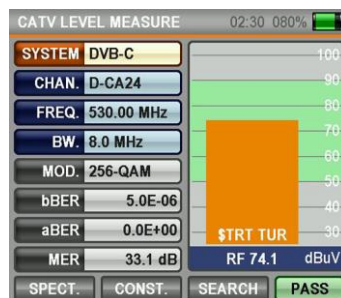 CATV LEVEL MEASURE 02:30 080%
SYSTEM DVB-C
CHAN. D-CA24
FREQ. 530.00 MHz
BW. 8.0 MHz
MOD. 256-QAM
bBER 5.0E-06
aBER 0.0E+00
MER 33.1 dB
100
90
80
70
60
50
40
30
$TRT TUR
RF 74.1 dBuV
SPECT. CONST. SEARCH PASS